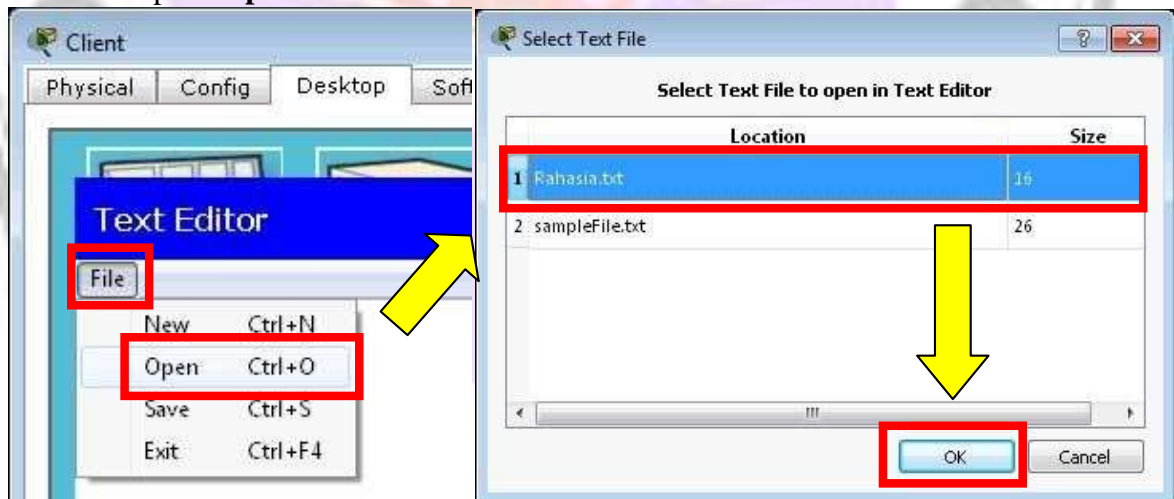 Client
Physical Config Desktop
Text Editor
File
New Ctrl+N
Open Ctrl+O
Save Ctrl+S
Exit Ctrl+F4
Select Text File
Select Text File to open in Text Editor
Location Size
1 Rahasia.txt 16
2 sampleFile.txt 26
OK Cancel